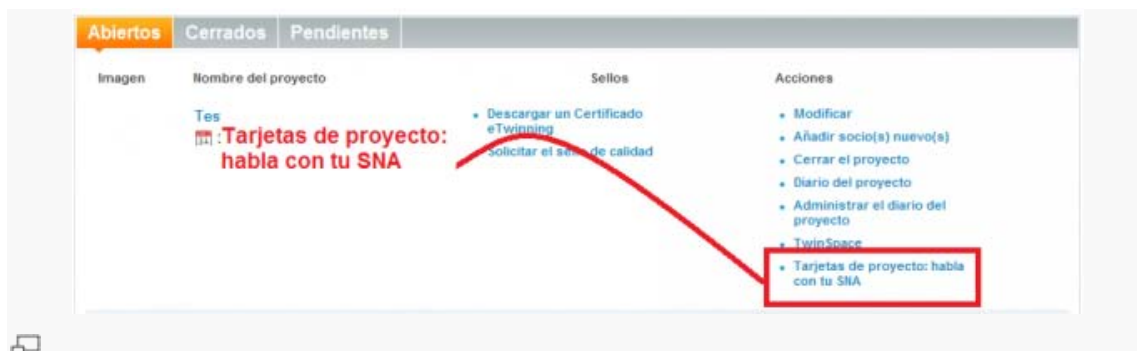 Abiertos Cerrados Pendientes
Imagen Nombre del proyecto Sellos Acciones
Tes
:Tarjetas de proyecto:
habla con tu SNA
• Descargar un Certificado
eTwinning
Solicitar el sello de calidad
• Modificar
• Añadir socio(s) nuevo(s)
• Cerrar el proyecto
• Diario del proyecto
• Administrar el diario del
proyecto
• TwinSpace
• Tarjetas de proyecto: habla
con tu SNA